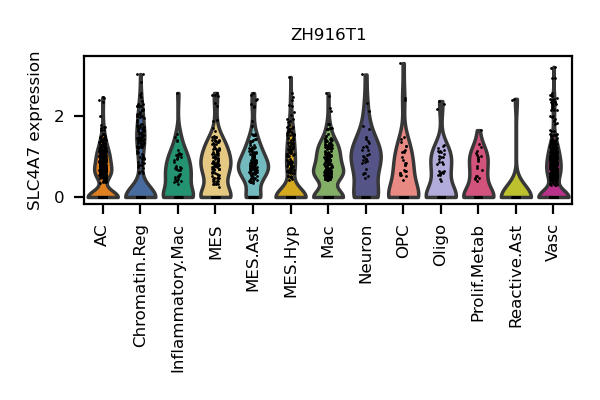 ZH916T1
SLC4A7 expression
2
0
AC
Chromatin.Reg
Inflammatory.Mac
MES
MES.Ast
MES.Hyp
Mac
Neuron
OPC
Oligo
Prolif.Metab
Reactive.Ast
Vasc